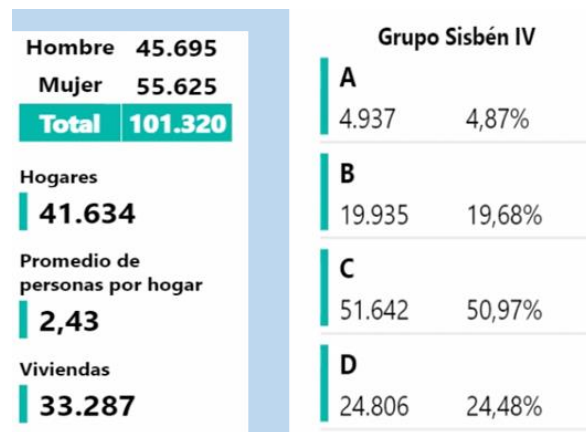 Hombre 45.695
Mujer 55.625
Total 101.320
Hogares
41.634
Promedio de
personas por hogar
2,43
Viviendas
33.287
Grupo Sisbén IV
A
4.937 4,87%
B
19.935 19,68%
C
51.642 50,97%
D
24.806 24,48%